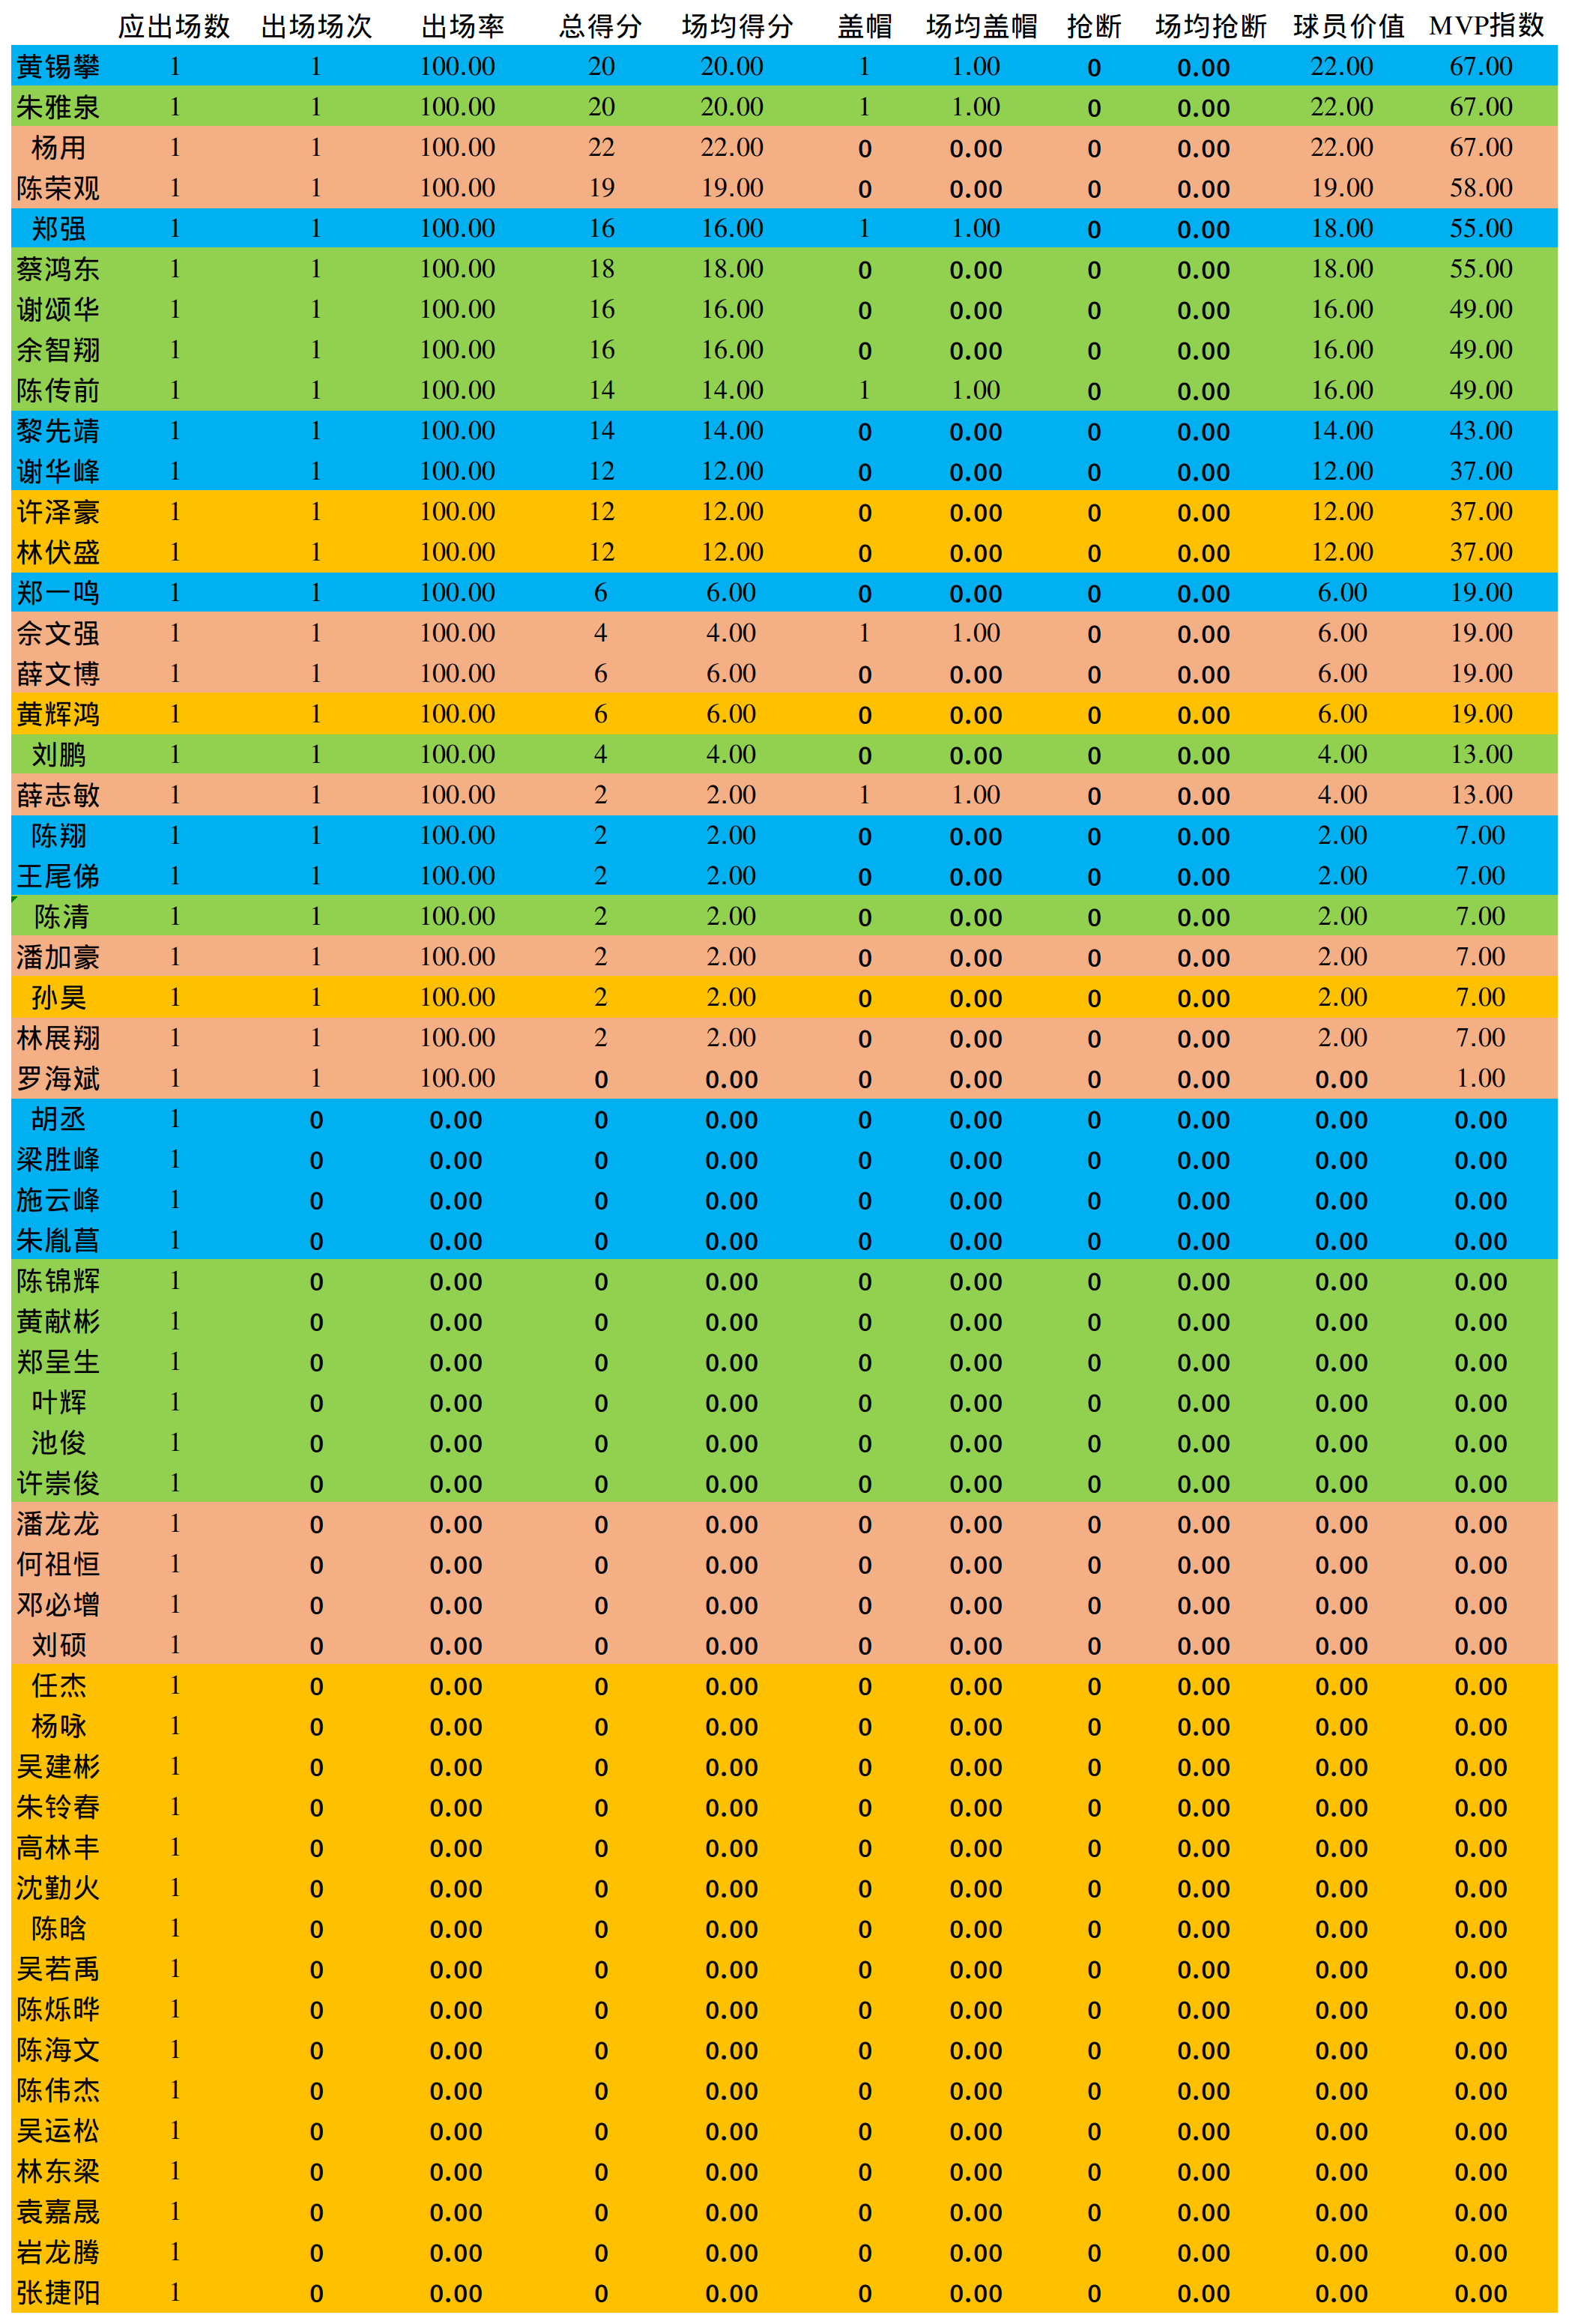 应出场数 出场场次 出场率 总得分 场均得分 盖帽 场均盖帽 抢断 场均抢断 球员价值 MVP指数
黄锡攀 1 1 100.00 20 20.00 1 1.00 0 0.00 22.00 67.00
朱雅泉 1 1 100.00 20 20.00 1 1.00 0 0.00 22.00 67.00
杨用 1 1 100.00 22 22.00 0 0.00 0 0.00 22.00 67.00
陈荣观 1 1 100.00 19 19.00 0 0.00 0 0.00 19.00 58.00
郑强 1 1 100.00 16 16.00 1 1.00 0 0.00 18.00 55.00
蔡鸿东 1 1 100.00 18 18.00 0 0.00 0 0.00 18.00 55.00
谢颂华 1 1 100.00 16 16.00 0 0.00 0 0.00 16.00 49.00
余智翔 1 1 100.00 16 16.00 0 0.00 0 0.00 16.00 49.00
陈传前 1 1 100.00 14 14.00 1 1.00 0 0.00 16.00 49.00
黎先靖 1 1 100.00 14 14.00 0 0.00 0 0.00 14.00 43.00
谢华峰 1 1 100.00 12 12.00 0 0.00 0 0.00 12.00 37.00
许泽豪 1 1 100.00 12 12.00 0 0.00 0 0.00 12.00 37.00
林伏盛 1 1 100.00 12 12.00 0 0.00 0 0.00 12.00 37.00
郑一鸣 1 1 100.00 6 6.00 0 0.00 0 0.00 6.00 19.00
佘文强 1 1 100.00 4 4.00 1 1.00 0 0.00 6.00 19.00
薛文博 1 1 100.00 6 6.00 0 0.00 0 0.00 6.00 19.00
黄辉鸿 1 1 100.00 6 6.00 0 0.00 0 0.00 6.00 19.00
刘鹏 1 1 100.00 4 4.00 0 0.00 0 0.00 4.00 13.00
薛志敏 1 1 100.00 2 2.00 1 1.00 0 0.00 4.00 13.00
陈翔 1 1 100.00 2 2.00 0 0.00 0 0.00 2.00 7.00
王尾俤 1 1 100.00 2 2.00 0 0.00 0 0.00 2.00 7.00
陈清 1 1 100.00 2 2.00 0 0.00 0 0.00 2.00 7.00
潘加豪 1 1 100.00 2 2.00 0 0.00 0 0.00 2.00 7.00
孙昊 1 1 100.00 2 2.00 0 0.00 0 0.00 2.00 7.00
林展翔 1 1 100.00 2 2.00 0 0.00 0 0.00 2.00 7.00
罗海斌 1 1 100.00 0 0.00 0 0.00 0 0.00 0.00 1.00
胡丞 1 0 0.00 0 0.00 0 0.00 0 0.00 0.00 0.00
梁胜峰 1 0 0.00 0 0.00 0 0.00 0 0.00 0.00 0.00
施云峰 1 0 0.00 0 0.00 0 0.00 0 0.00 0.00 0.00
朱胤菖 1 0 0.00 0 0.00 0 0.00 0 0.00 0.00 0.00
陈锦辉 1 0 0.00 0 0.00 0 0.00 0 0.00 0.00 0.00
黄献彬 1 0 0.00 0 0.00 0 0.00 0 0.00 0.00 0.00
郑呈生 1 0 0.00 0 0.00 0 0.00 0 0.00 0.00 0.00
叶辉 1 0 0.00 0 0.00 0 0.00 0 0.00 0.00 0.00
池俊 1 0 0.00 0 0.00 0 0.00 0 0.00 0.00 0.00
许崇俊 1 0 0.00 0 0.00 0 0.00 0 0.00 0.00 0.00
潘龙龙 1 0 0.00 0 0.00 0 0.00 0 0.00 0.00 0.00
何祖恒 1 0 0.00 0 0.00 0 0.00 0 0.00 0.00 0.00
邓必增 1 0 0.00 0 0.00 0 0.00 0 0.00 0.00 0.00
刘硕 1 0 0.00 0 0.00 0 0.00 0 0.00 0.00 0.00
任杰 1 0 0.00 0 0.00 0 0.00 0 0.00 0.00 0.00
杨咏 1 0 0.00 0 0.00 0 0.00 0 0.00 0.00 0.00
吴建彬 1 0 0.00 0 0.00 0 0.00 0 0.00 0.00 0.00
朱铃春 1 0 0.00 0 0.00 0 0.00 0 0.00 0.00 0.00
高林丰 1 0 0.00 0 0.00 0 0.00 0 0.00 0.00 0.00
沈勤火 1 0 0.00 0 0.00 0 0.00 0 0.00 0.00 0.00
陈晗 1 0 0.00 0 0.00 0 0.00 0 0.00 0.00 0.00
吴若禹 1 0 0.00 0 0.00 0 0.00 0 0.00 0.00 0.00
陈烁晔 1 0 0.00 0 0.00 0 0.00 0 0.00 0.00 0.00
陈海文 1 0 0.00 0 0.00 0 0.00 0 0.00 0.00 0.00
陈伟杰 1 0 0.00 0 0.00 0 0.00 0 0.00 0.00 0.00
吴运松 1 0 0.00 0 0.00 0 0.00 0 0.00 0.00 0.00
林东梁 1 0 0.00 0 0.00 0 0.00 0 0.00 0.00 0.00
袁嘉晟 1 0 0.00 0 0.00 0 0.00 0 0.00 0.00 0.00
岩龙腾 1 0 0.00 0 0.00 0 0.00 0 0.00 0.00 0.00
张捷阳 1 0 0.00 0 0.00 0 0.00 0 0.00 0.00 0.00